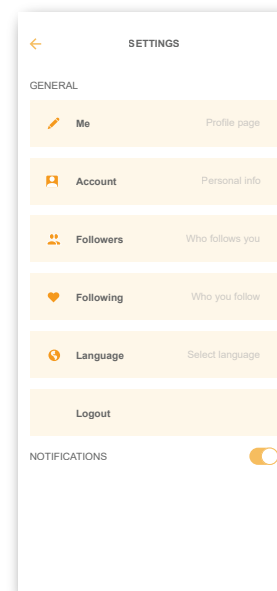 SETTINGS
GENERAL
Me Profile page
Account Personal info
Followers Who follows you
Following Who you follow
Language Select language
Logout
NOTIFICATIONS